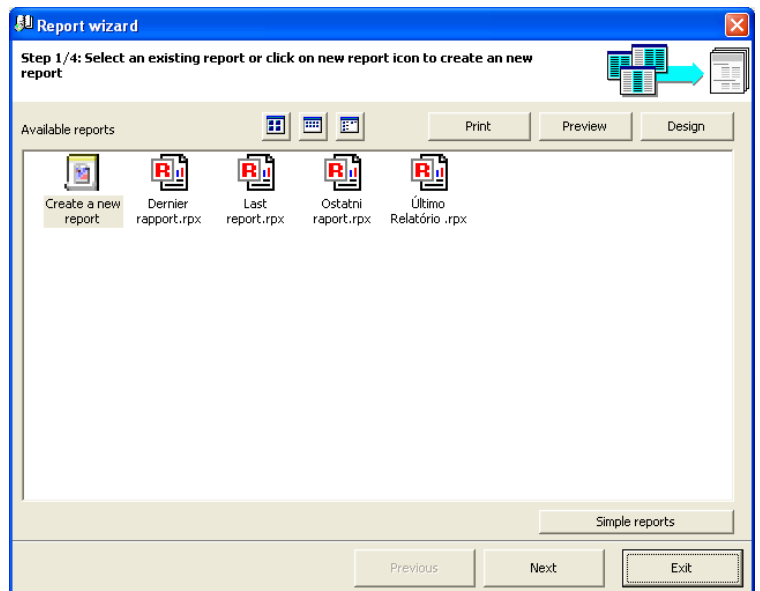 Report wizard
Step 1/4: Select an existing report or click on new report icon to create an new
report
Available reports
Print
Preview
Design
Create a new
report
Dernier
rapport.rpx
Last
report.rpx
Ostatni
raport.rpx
Último
Relatório .rpx
Simple reports
Previous
Next
Exit